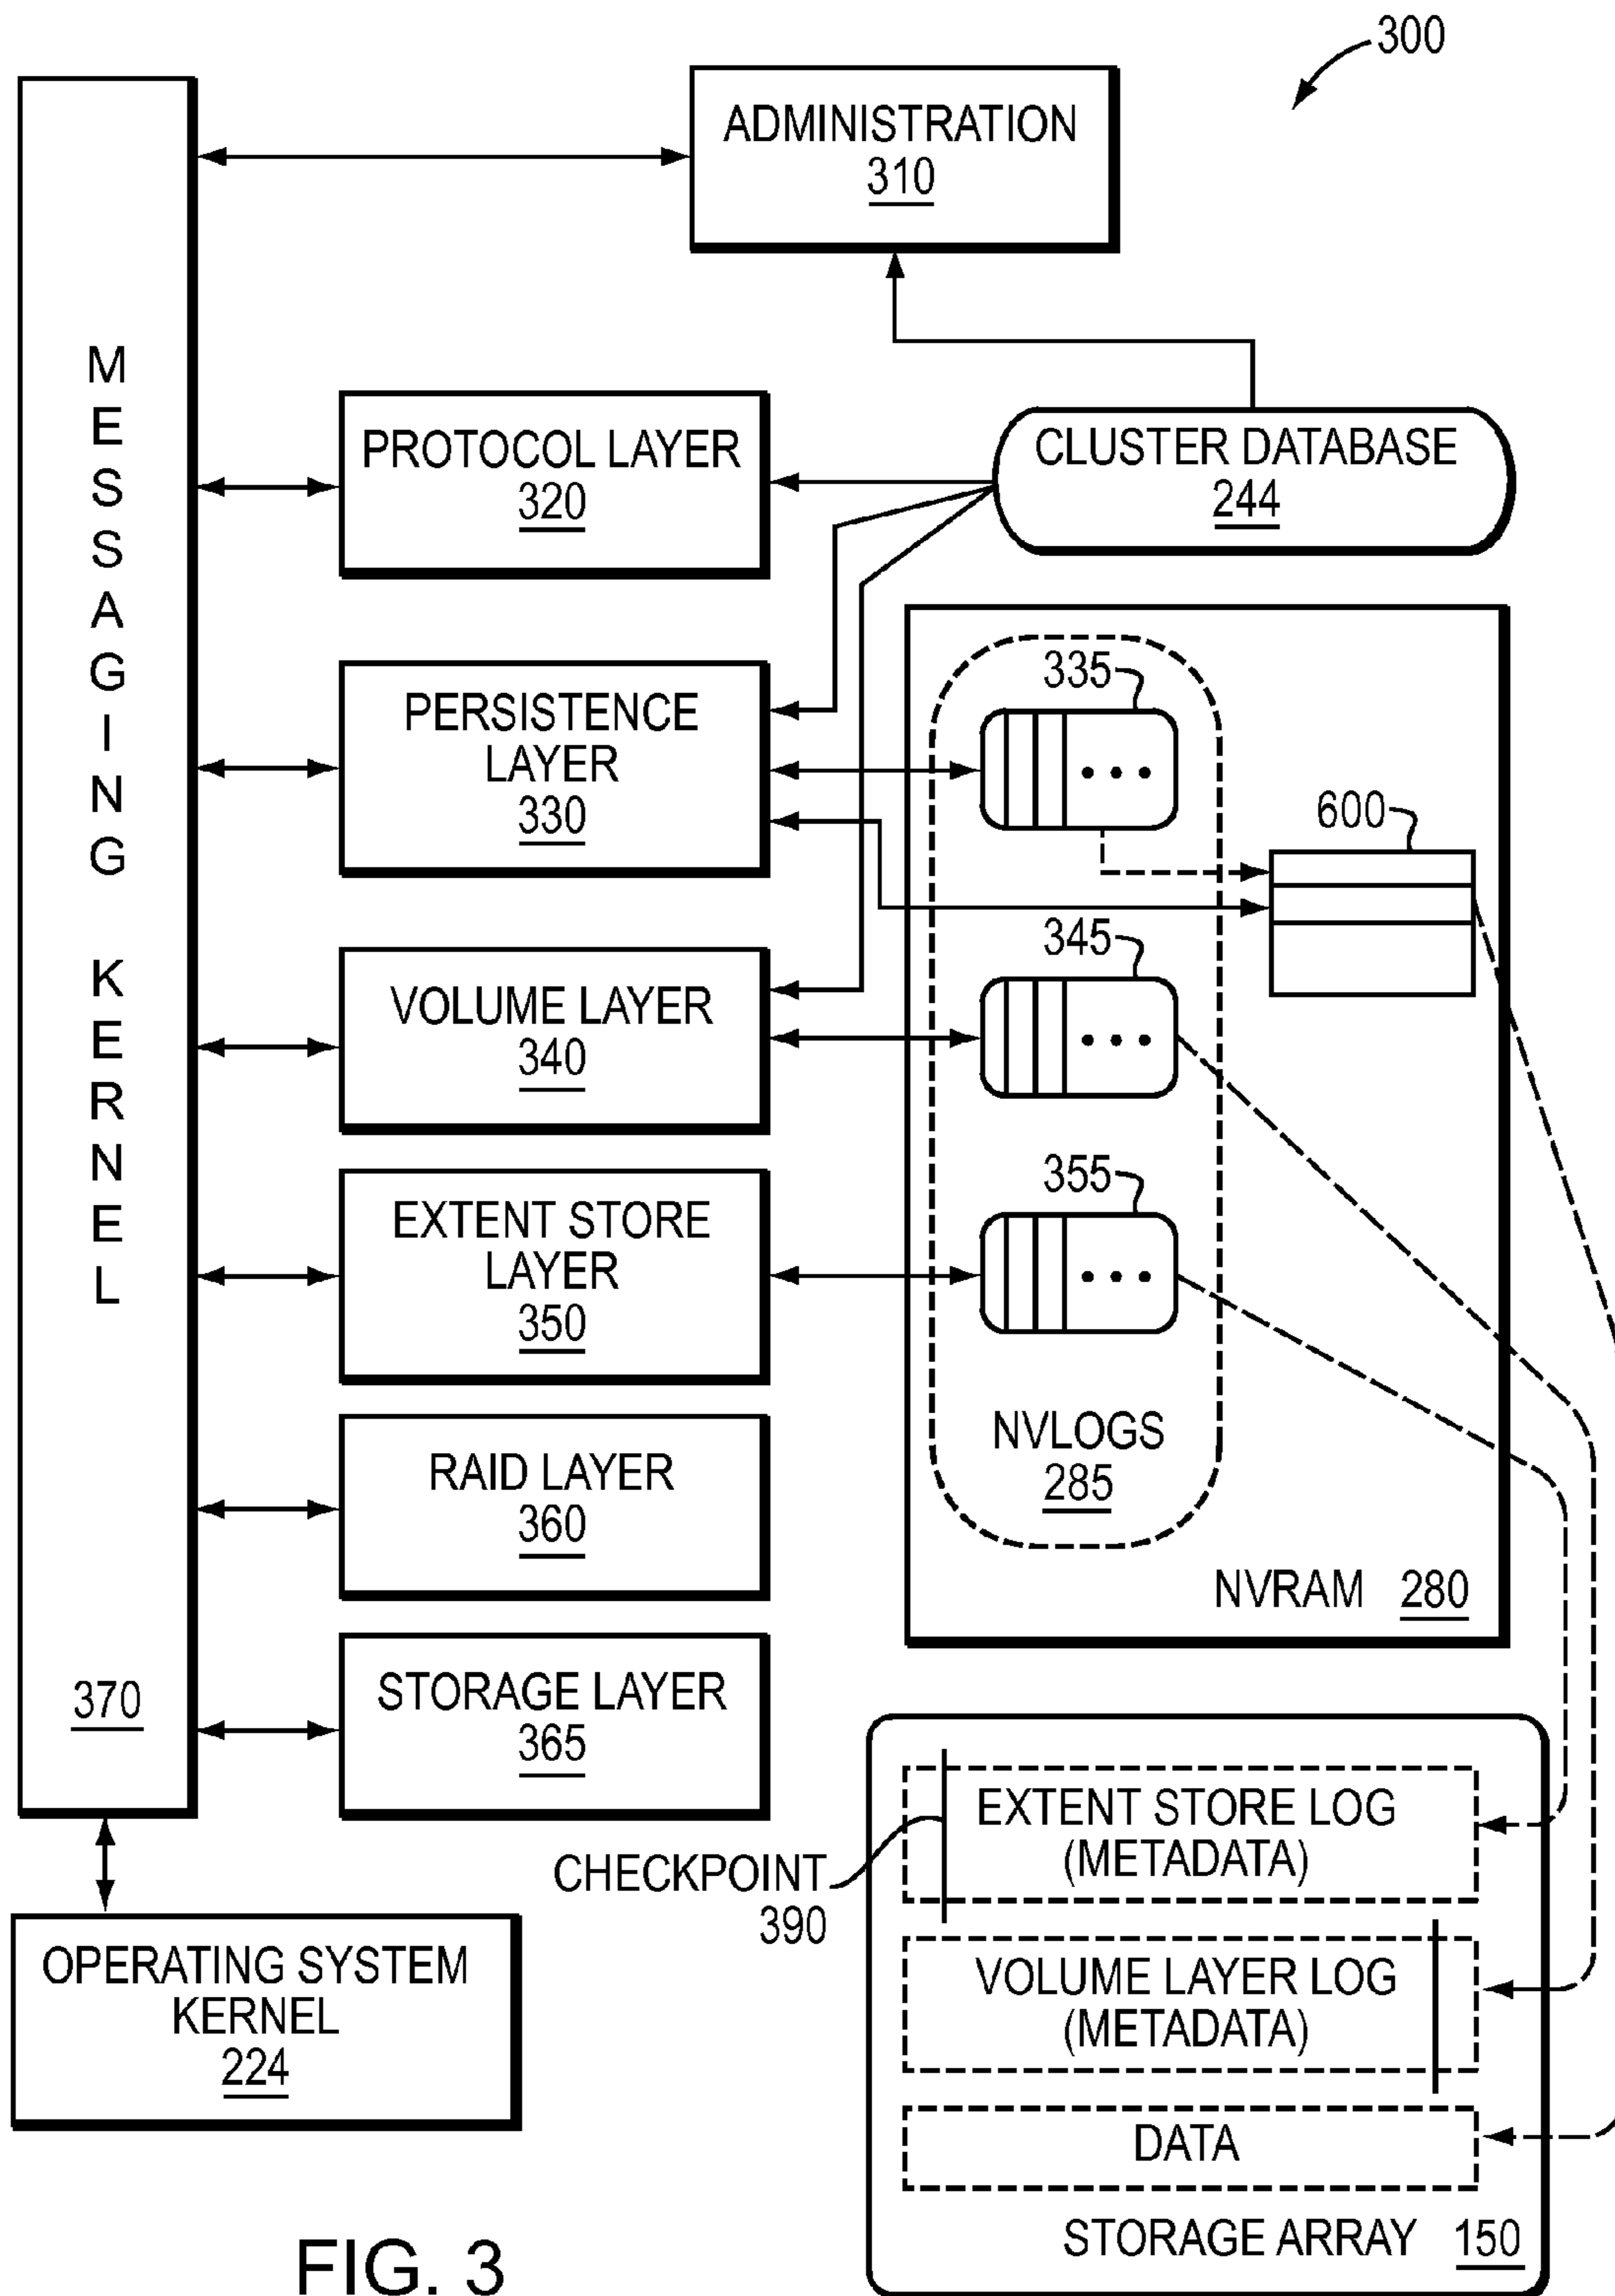 300
ADMINISTRATION
310
MESSAGING KERNEL
370
PROTOCOL LAYER
320
CLUSTER DATABASE
244
PERSISTENCE
LAYER
330
335
600
VOLUME LAYER
340
345
EXTENT STORE
LAYER
350
355
NVLOGS
285
RAID LAYER
360
NVRAM 280
STORAGE LAYER
365
EXTENT STORE LOG
(METADATA)
CHECKPOINT
390
VOLUME LAYER LOG
(METADATA)
DATA
STORAGE ARRAY 150
OPERATING SYSTEM
KERNEL
224
FIG. 3